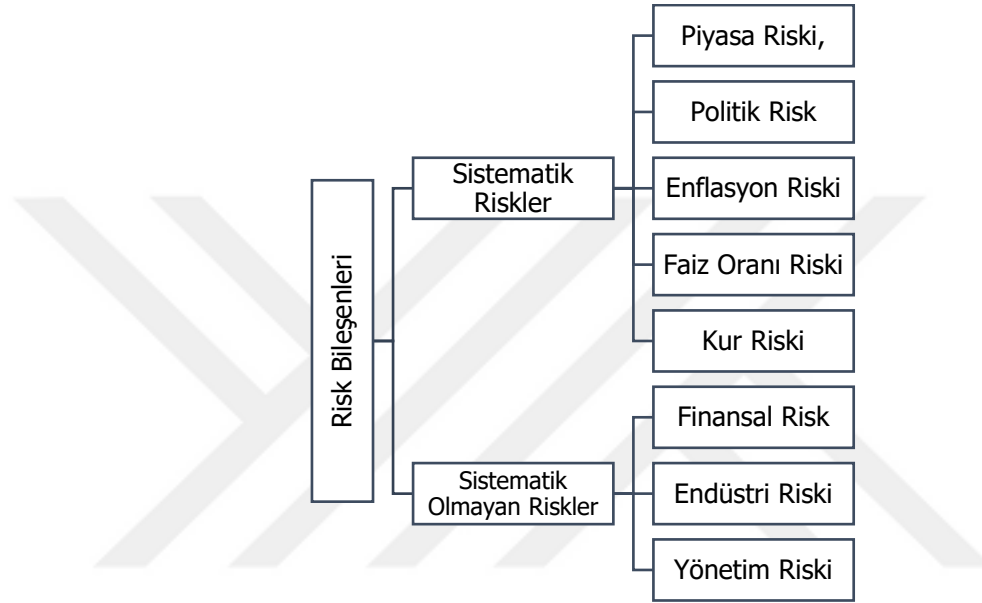 Risk Bileşenleri
Sistematik
Riskler
Piyasa Riski,
Politik Risk
Enflasyon Riski
Faiz Oranı Riski
Kur Riski
Sistematik
Olmayan Riskler
Finansal Risk
Endüstri Riski
Yönetim Riski